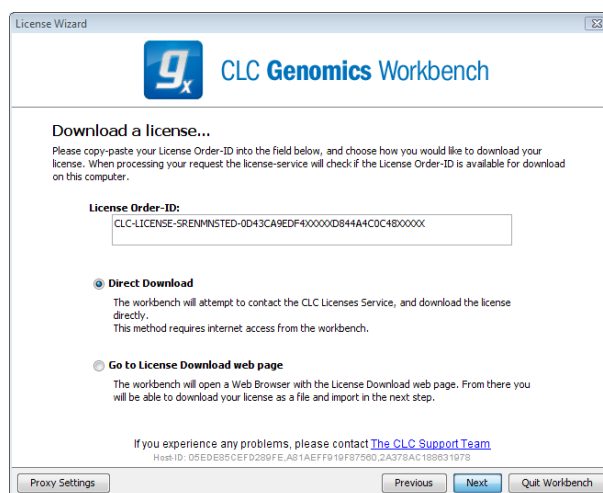 License Wizard
gx CLC Genomics Workbench
Download a license...
Please copy-paste your License Order-ID into the field below, and choose how you would like to download your
license. When processing your request the license-service will check if the License Order-ID is available for download
on this computer.
License Order-ID:
CLC-LICENSE-SRENMNSTED-0D43CA9EDF4XXXXXD844A4C0C48XXXXX
Direct Download
The workbench will attempt to contact the CLC Licenses Service, and download the license
directly.
This method requires internet access from the workbench.
Go to License Download web page
The workbench will open a Web Browser with the License Download web page. From there you
will be able to download your license as a file and import in the next step.
If you experience any problems, please contact The CLC Support Team
Host-ID: 05EDE85CEFD289FE,A81AEFF919F87560,2A378AC188631978
Proxy Settings Previous Next Quit Workbench